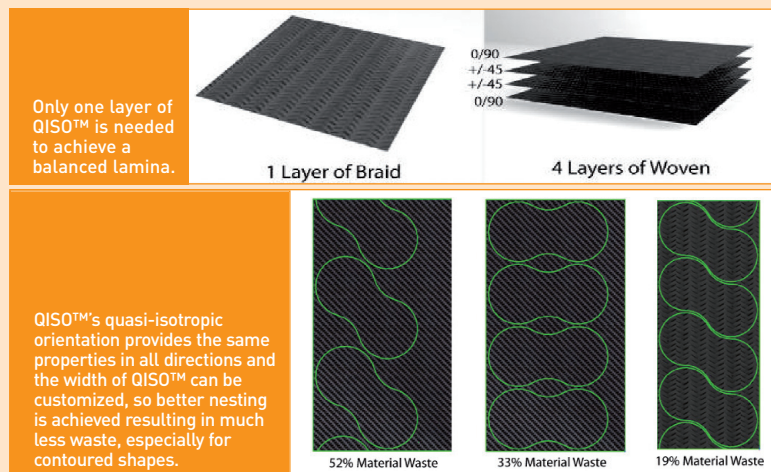 Only one layer of
QISO™ is needed
to achieve a
balanced lamina.
1 Layer of Braid
0/90
+/-45
+/-45
0/90
4 Layers of Woven
QISO™'s quasi-isotropic
orientation provides the same
properties in all directions and
the width of QISO™ can be
customized, so better nesting
is achieved resulting in much
less waste, especially for
contoured shapes.
52% Material Waste
33% Material Waste
19% Material Waste